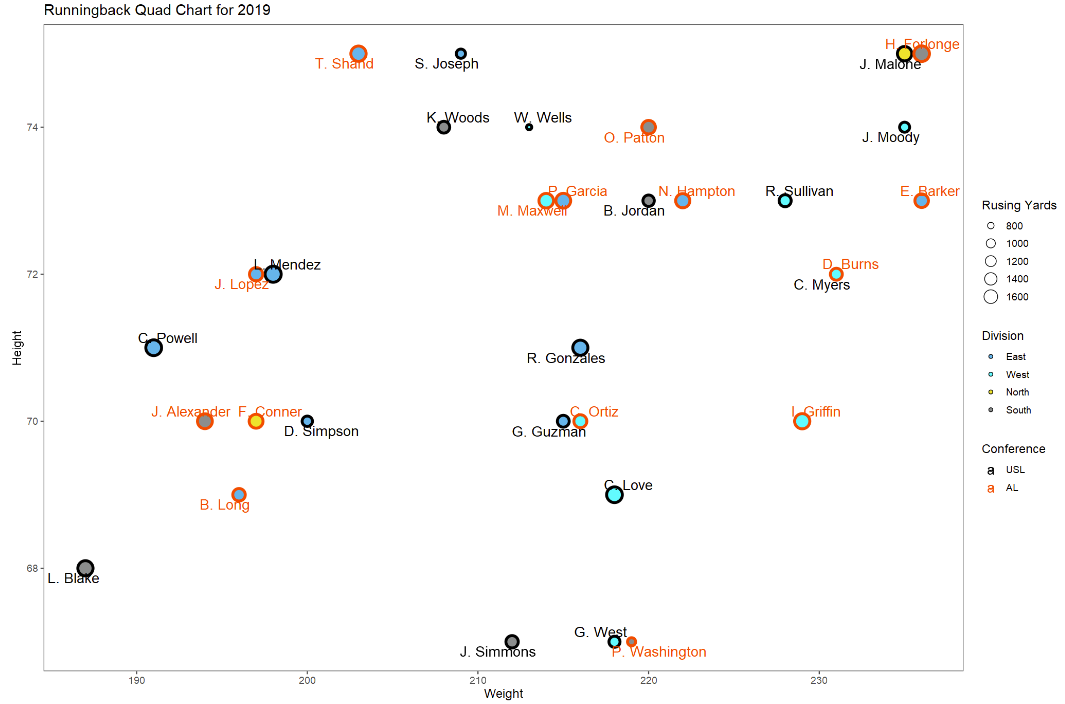 Runningback Quad Chart for 2019
H. Forlonge
T. Shand
S. Joseph
J. Malone
K. Woods
W. Wells
O. Patton
J. Moody
P. Garcia
N. Hampton
R. Sullivan
E. Barker
M. Maxwell
B. Jordan
L. Mendez
D. Burns
J. Lopez
C. Myers
C. Powell
R. Gonzales
J. Alexander
F. Conner
C. Ortiz
I. Griffin
D. Simpson
G. Guzman
C. Love
B. Long
L. Blake
G. West
J. Simmons
P. Washington
74
72
70
68
Height
190
200
210
220
230
Weight
Rusing Yards
800
1000
1200
1400
1600
Division
East
West
North
South
Conference
a USL
a AL